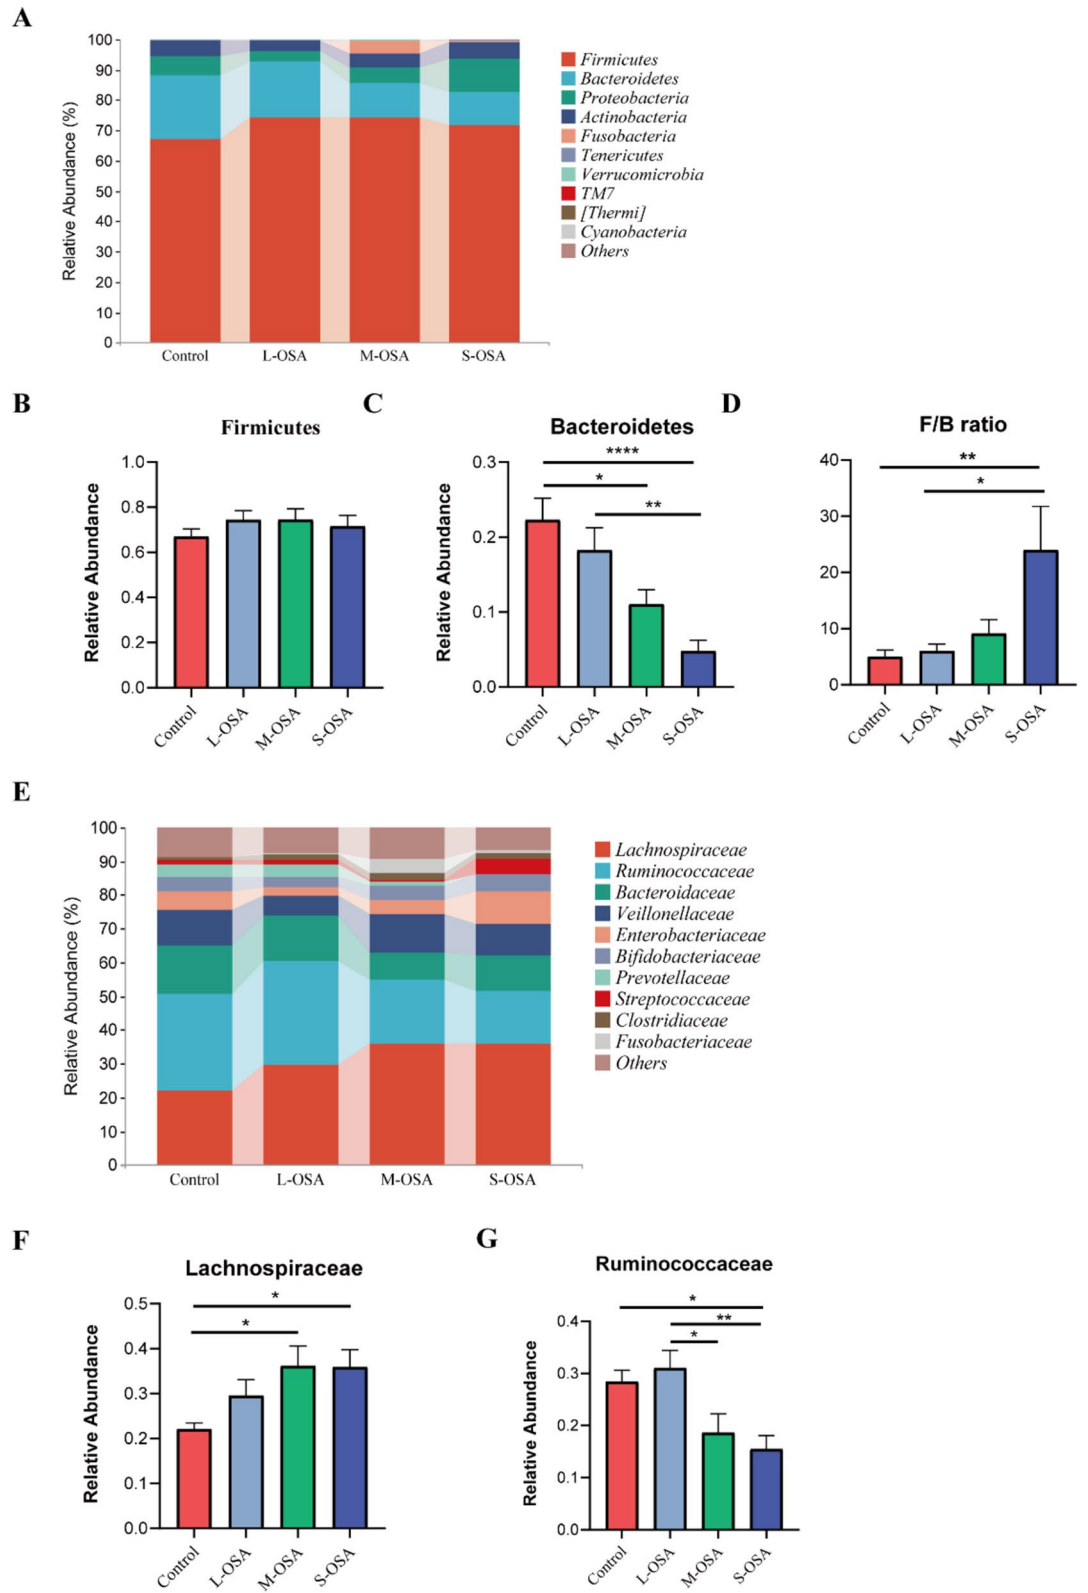 A
Relative Abundance (%)
100
90
80
70
60
50
40
30
20
10
0
Control
L-OSA
M-OSA
S-OSA
Firmicutes
Bacteroidetes
Proteobacteria
Actinobacteria
Fusobacteria
Tenericutes
Verrucomicrobia
TM7
[Thermi]
Cyanobacteria
Others
B
Firmicutes
Relative Abundance
1.0
0.8
0.6
0.4
0.2
0.0
Control
L-OSA
M-OSA
S-OSA
C
Bacteroidetes
Relative Abundance
0.3
0.2
0.1
0.0
****
*
**
Control
L-OSA
M-OSA
S-OSA
D
F/B ratio
40
30
20
10
0
**
*
Control
L-OSA
M-OSA
S-OSA
E
Relative Abundance (%)
100
90
80
70
60
50
40
30
20
10
0
Control
L-OSA
M-OSA
S-OSA
Lachnospiraceae
Ruminococcaceae
Bacteroidaceae
Veillonellaceae
Enterobacteriaceae
Bifidobacteriaceae
Prevotellaceae
Streptococcaceae
Clostridiaceae
Fusobacteriaceae
Others
F
Lachnospiraceae
Relative Abundance
0.5
0.4
0.3
0.2
0.1
0.0
*
*
Control
L-OSA
M-OSA
S-OSA
G
Ruminococcaceae
Relative Abundance
0.4
0.3
0.2
0.1
0.0
*
**
*
Control
L-OSA
M-OSA
S-OSA